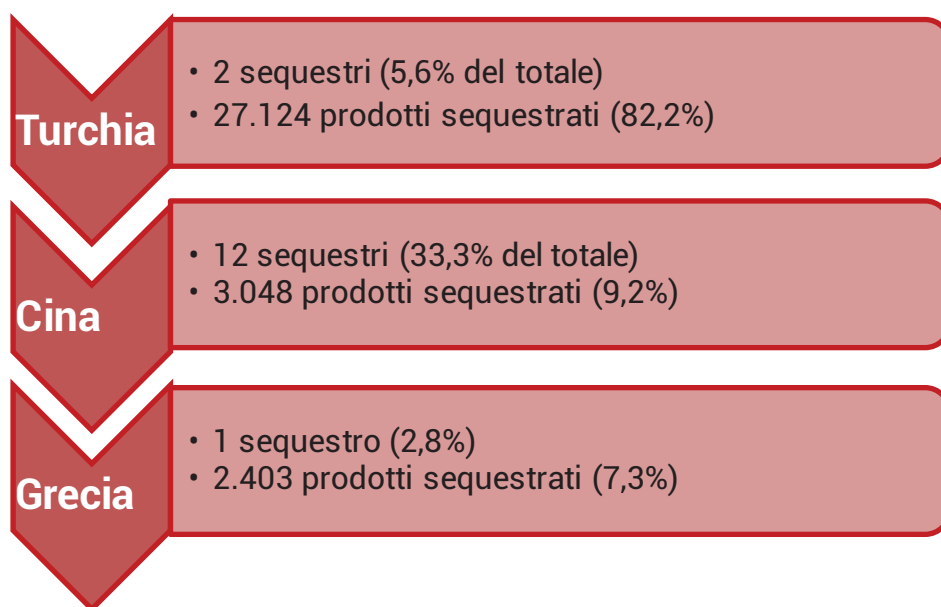 Turchia
• 2 sequestri (5,6% del totale)
• 27.124 prodotti sequestrati (82,2%)
Cina
• 12 sequestri (33,3% del totale)
• 3.048 prodotti sequestrati (9,2%)
Grecia
• 1 sequestro (2,8%)
• 2.403 prodotti sequestrati (7,3%)